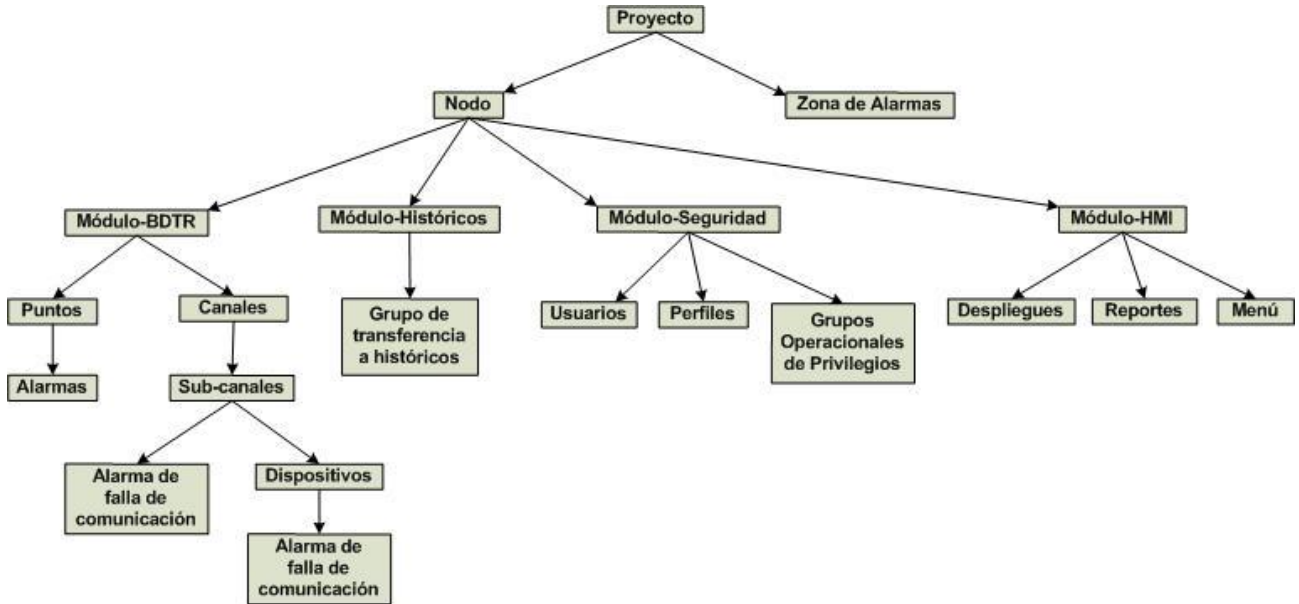 Proyecto
Nodo
Zona de Alarmas
Módulo-BDTR
Módulo-Históricos
Módulo-Seguridad
Módulo-HMI
Puntos
Canales
Grupo de
transferencia
a históricos
Usuarios
Perfiles
Grupos
Operacionales
de Privilegios
Despliegues
Reportes
Menú
Alarmas
Sub-canales
Alarma de
falla de
comunicación
Dispositivos
Alarma de
falla de
comunicación